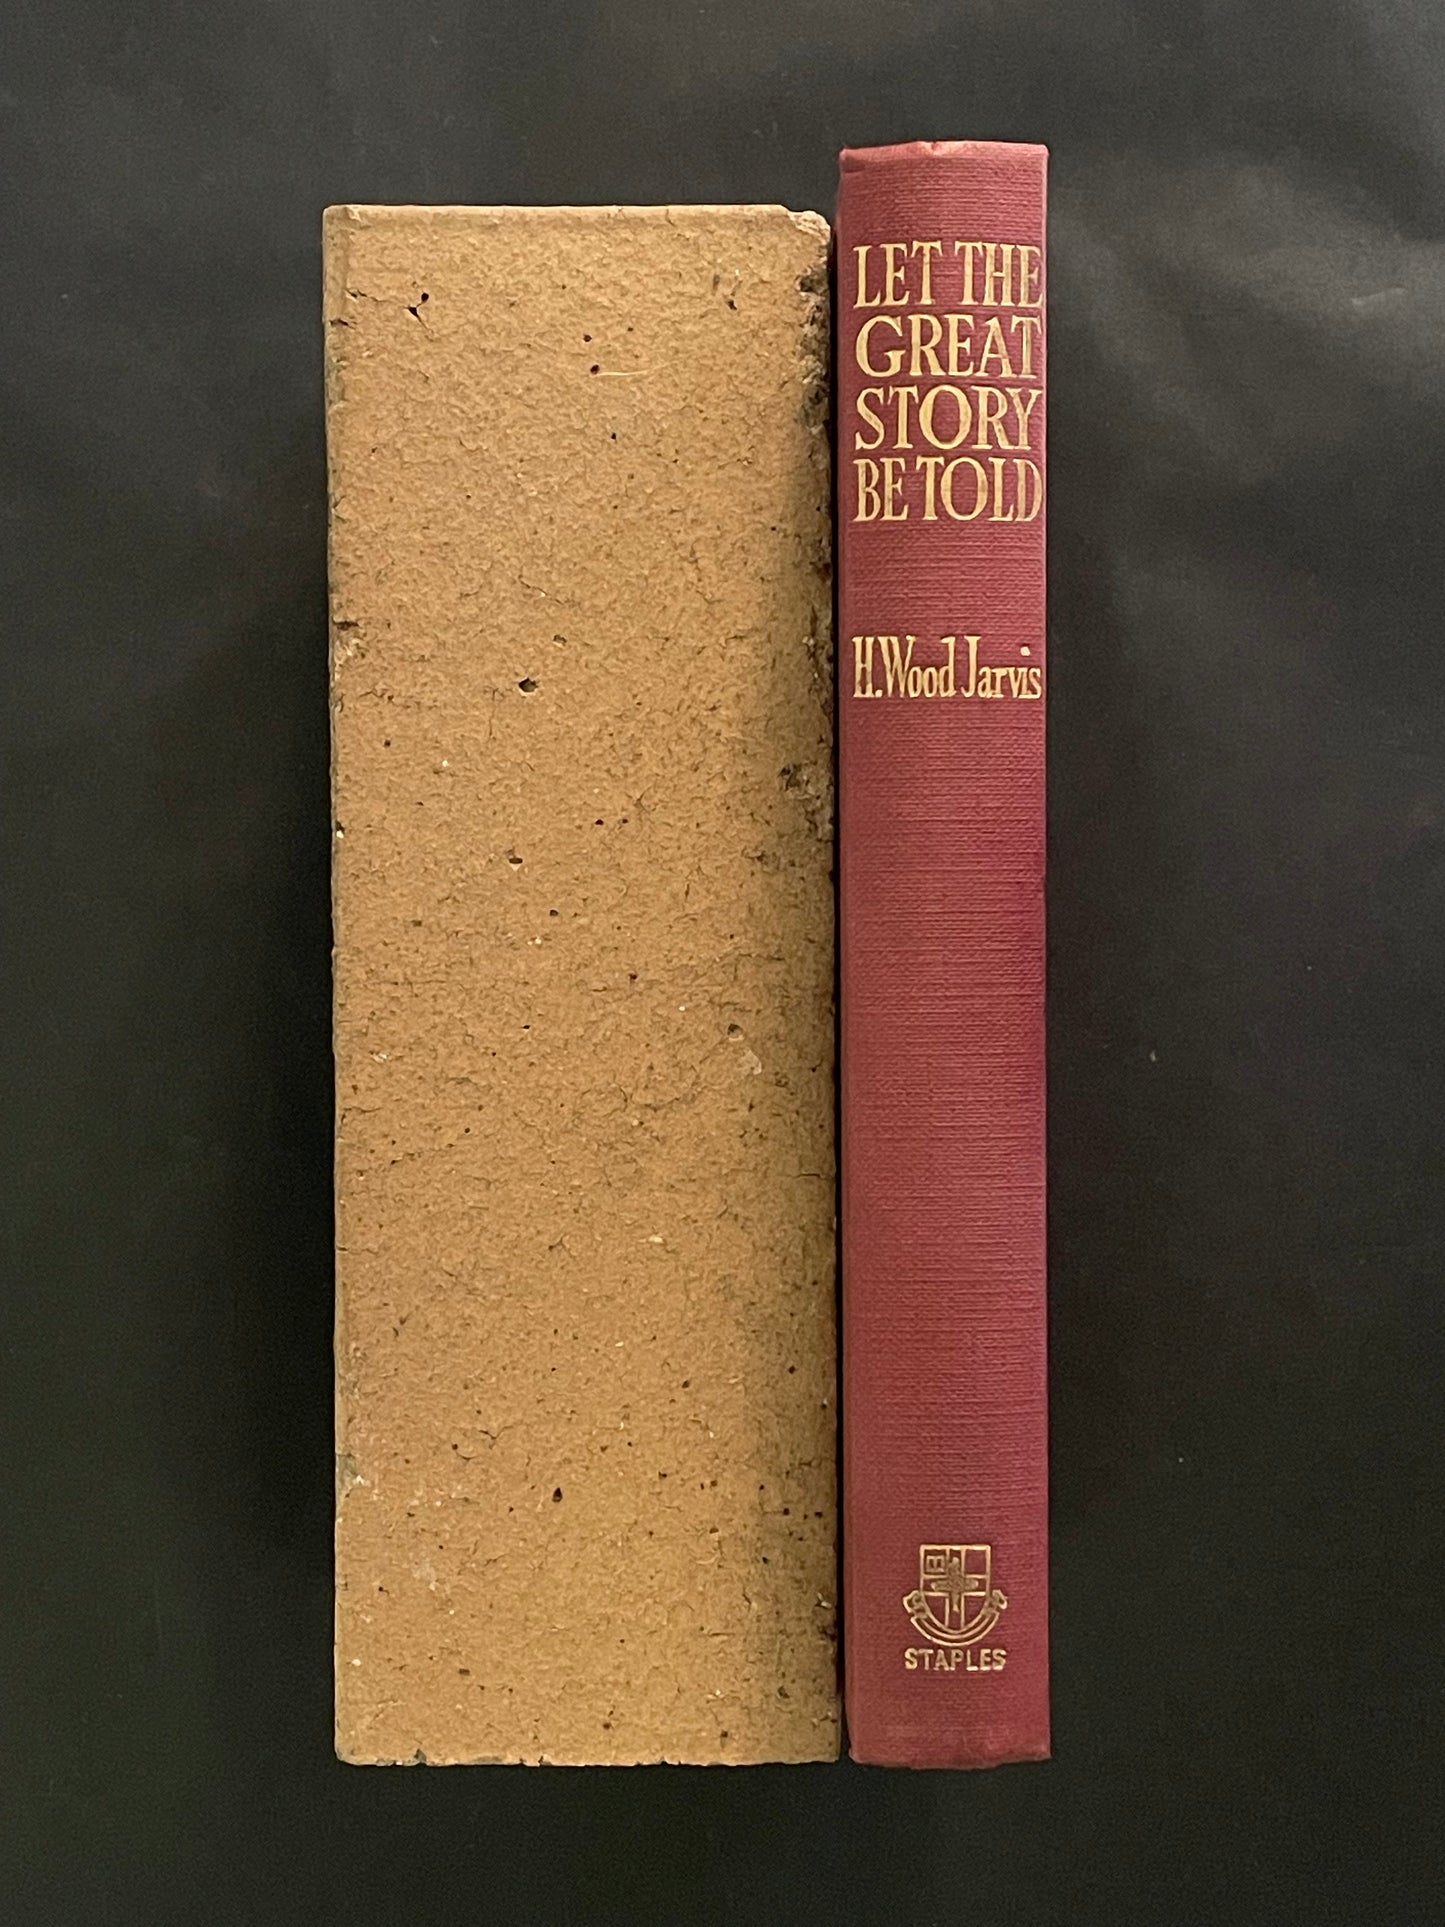 LET THE
GREAT
STORY
BE TOLD
H. Wood Jarvis
STAPLES